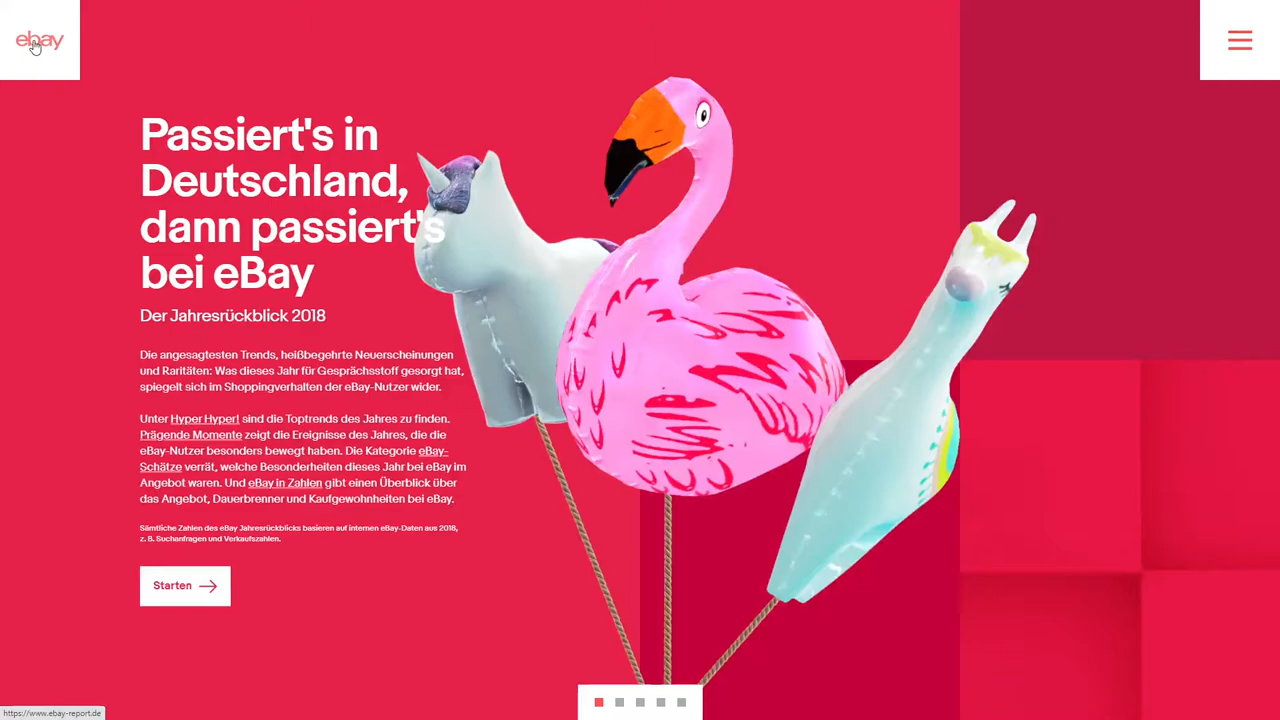 ebay
Passiert's in
Deutschland,
dann passiert's
bei eBay
Der Jahresrückblick 2018
Die angesagtesten Trends, heißbegehrte Neuerscheinungen
und Raritäten: Was dieses Jahr für Gesprächsstoff gesorgt hat,
spiegelt sich im Shoppingverhalten der eBay-Nutzer wider.
Unter Hyper Hyper! sind die Toptrends des Jahres zu finden.
Prägende Momente zeigt die Ereignisse des Jahres, die die
eBay-Nutzer besonders bewegt haben. Die Kategorie eBay-
Schätze verrät, welche Besonderheiten dieses Jahr bei eBay im
Angebot waren. Und eBay in Zahlen gibt einen Überblick über
das Angebot, Dauerbrenner und Kaufgewohnheiten bei eBay.
Sämtliche Zahlen des eBay Jahresrückblicks basieren auf internen eBay-Daten aus 2018,
z. B. Suchanfragen und Verkaufszahlen.
Starten
https://www.ebay-report.de